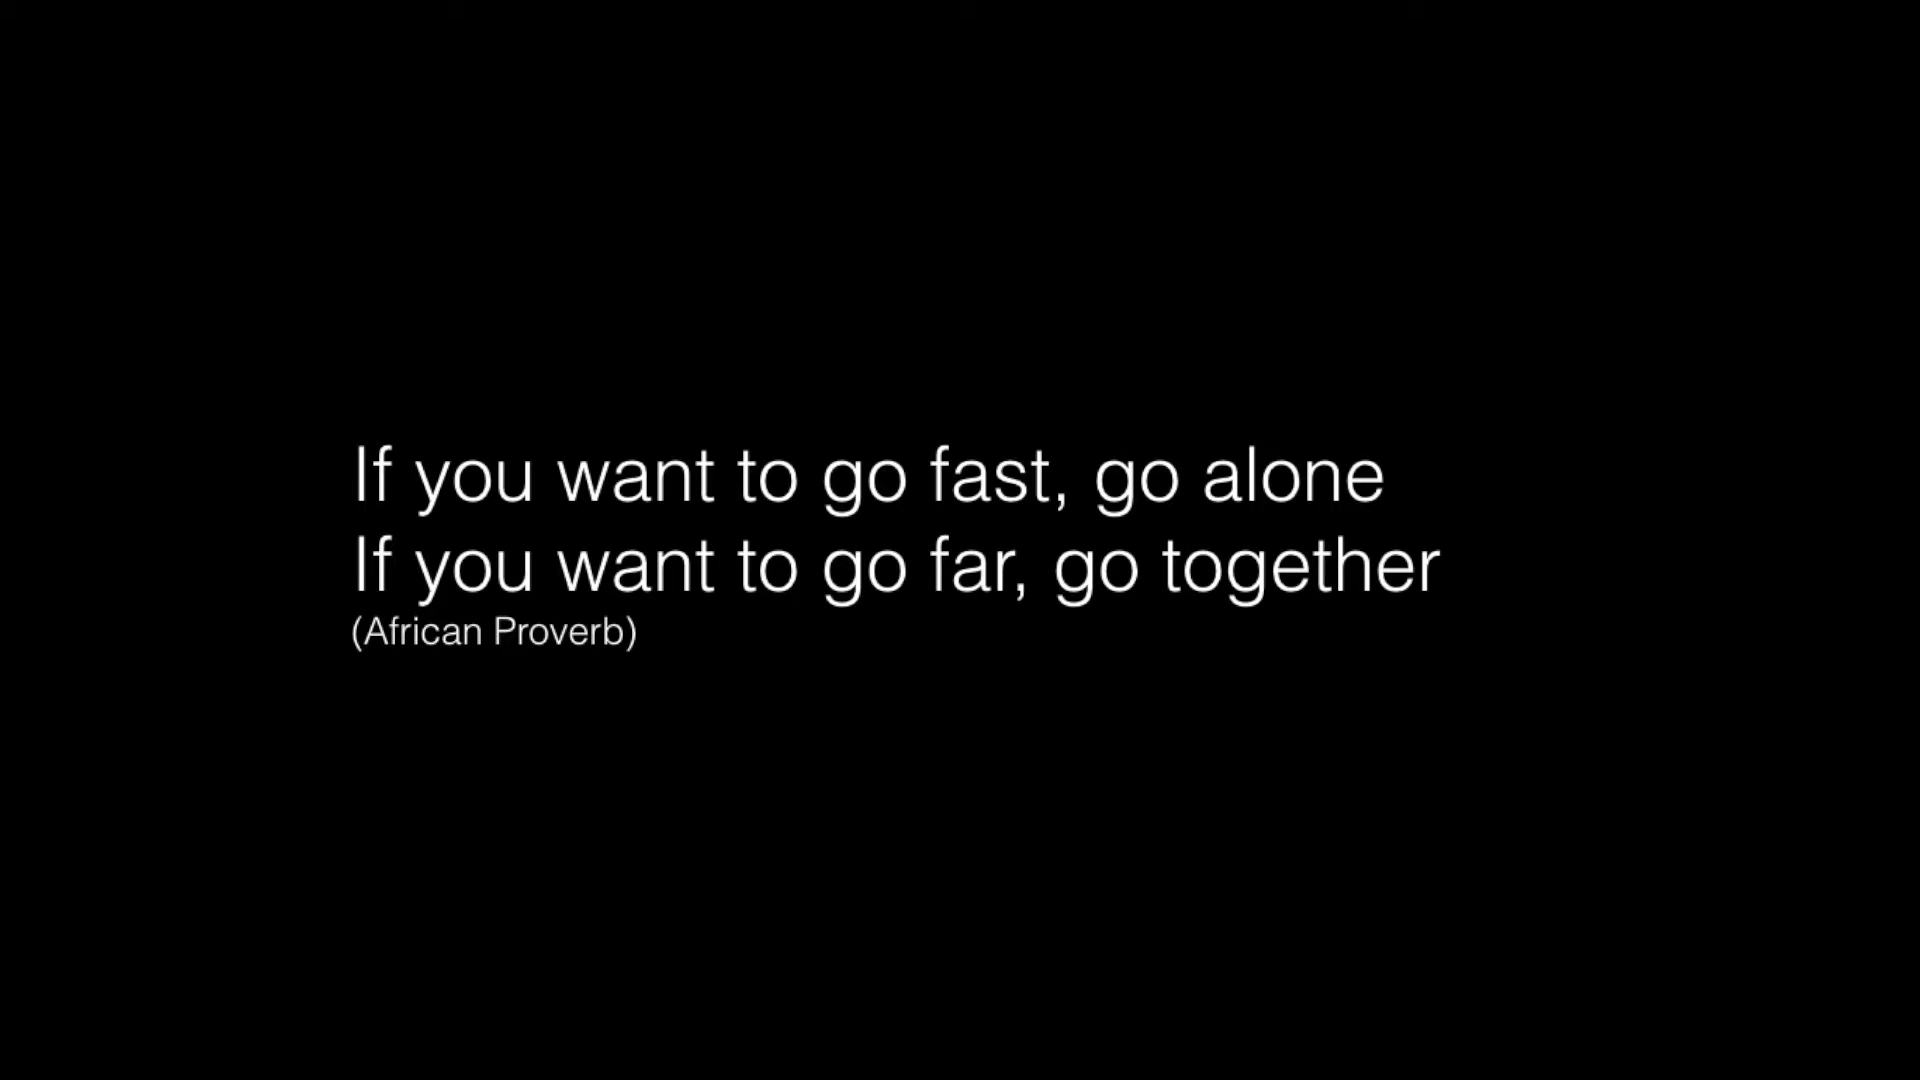 If you want to go fast, go alone
If you want to go far, go together
(African Proverb)